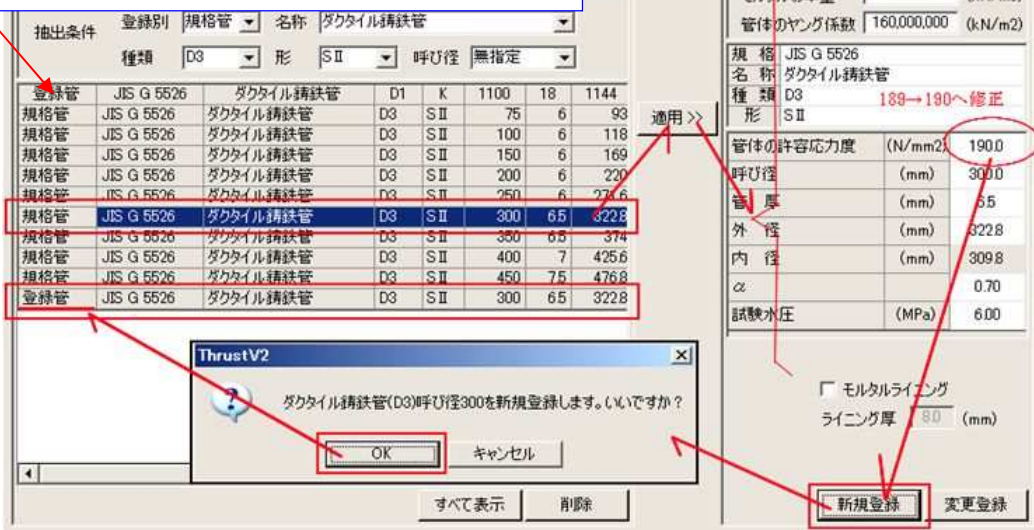 抽出条件 登録別 規格管 名称 ダクタイル鋳鉄管
種類 D3 形 SⅡ 呼び径 無指定
登録管 JIS G 5526 ダクタイル鋳鉄管 D1 K 1100 18 1144
規格管 JIS G 5526 ダクタイル鋳鉄管 D3 SⅡ 75 6 93
規格管 JIS G 5526 ダクタイル鋳鉄管 D3 SⅡ 100 6 118
規格管 JIS G 5526 ダクタイル鋳鉄管 D3 SⅡ 150 6 169
規格管 JIS G 5526 ダクタイル鋳鉄管 D3 SⅡ 200 6 220
規格管 JIS G 5526 ダクタイル鋳鉄管 D3 SⅡ 250 6 271.6
規格管 JIS G 5526 ダクタイル鋳鉄管 D3 SⅡ 300 6.5 322.8
規格管 JIS G 5526 ダクタイル鋳鉄管 D3 SⅡ 350 6.5 374
規格管 JIS G 5526 ダクタイル鋳鉄管 D3 SⅡ 400 7 425.6
規格管 JIS G 5526 ダクタイル鋳鉄管 D3 SⅡ 450 7.5 476.8
登録管 JIS G 5526 ダクタイル鋳鉄管 D3 SⅡ 300 6.5 322.8
適用 >>
ThrustV2
ダクタイル鋳鉄管(D3)呼び径300を新規登録します。いいですか?
OK キャンセル
すべて表示 削除
管体のヤング係数 160,000,000 (kN/m2)
規 格 JIS G 5526
名 称 ダクタイル鋳鉄管
種 類 D3
189→190へ修正
形 SⅡ
管体の許容応力度 (N/mm2) 190.0
呼び径 (mm) 300.0
管 厚 (mm) 6.5
外 径 (mm) 322.8
内 径 (mm) 309.8
α 0.70
試験水圧 (MPa) 6.00
モルタルライニング
ライニング厚 8.0 (mm)
新規登録 変更登録